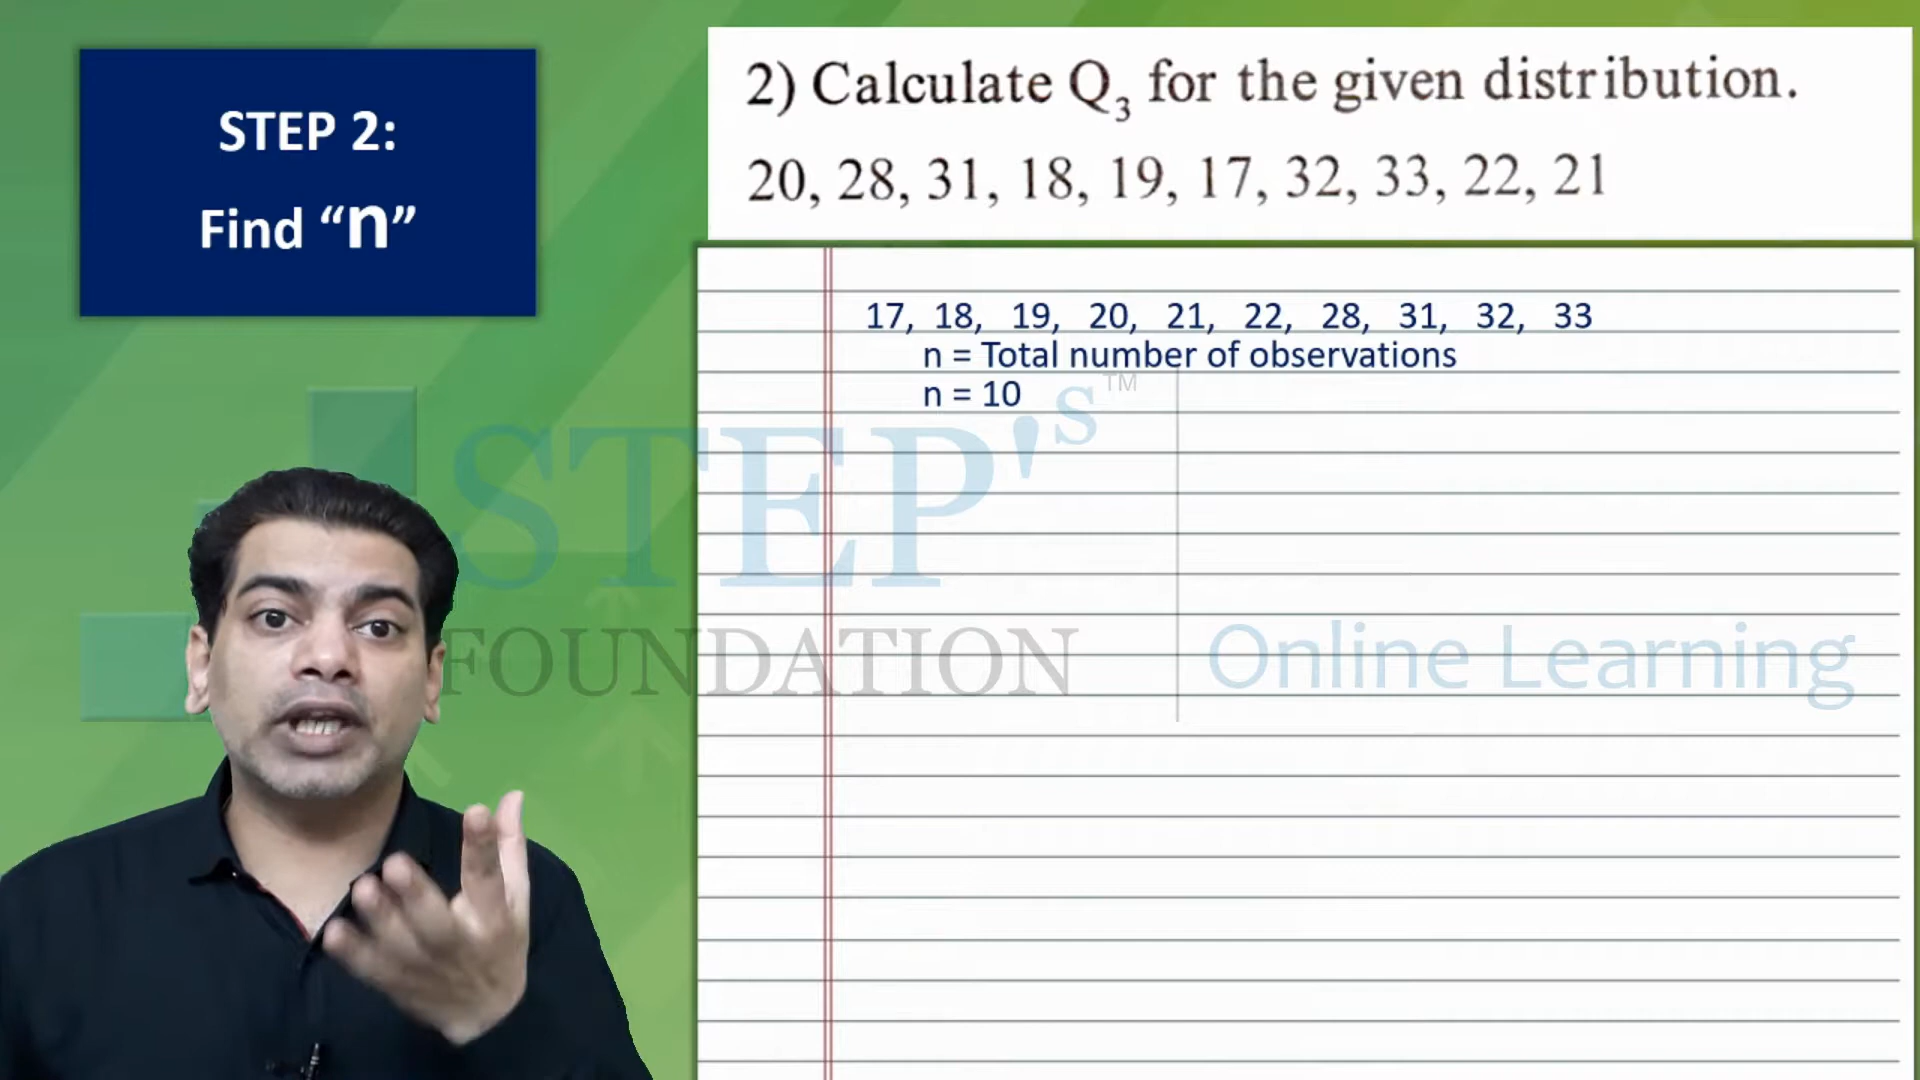 STEP 2:
Find “n”
2) Calculate Q₃ for the given distribution.
20, 28, 31, 18, 19, 17, 32, 33, 22, 21
17, 18, 19, 20, 21, 22, 28, 31, 32, 33
n = Total number of observations
n = 10
STEP's™
FOUNDATION
Online Learning